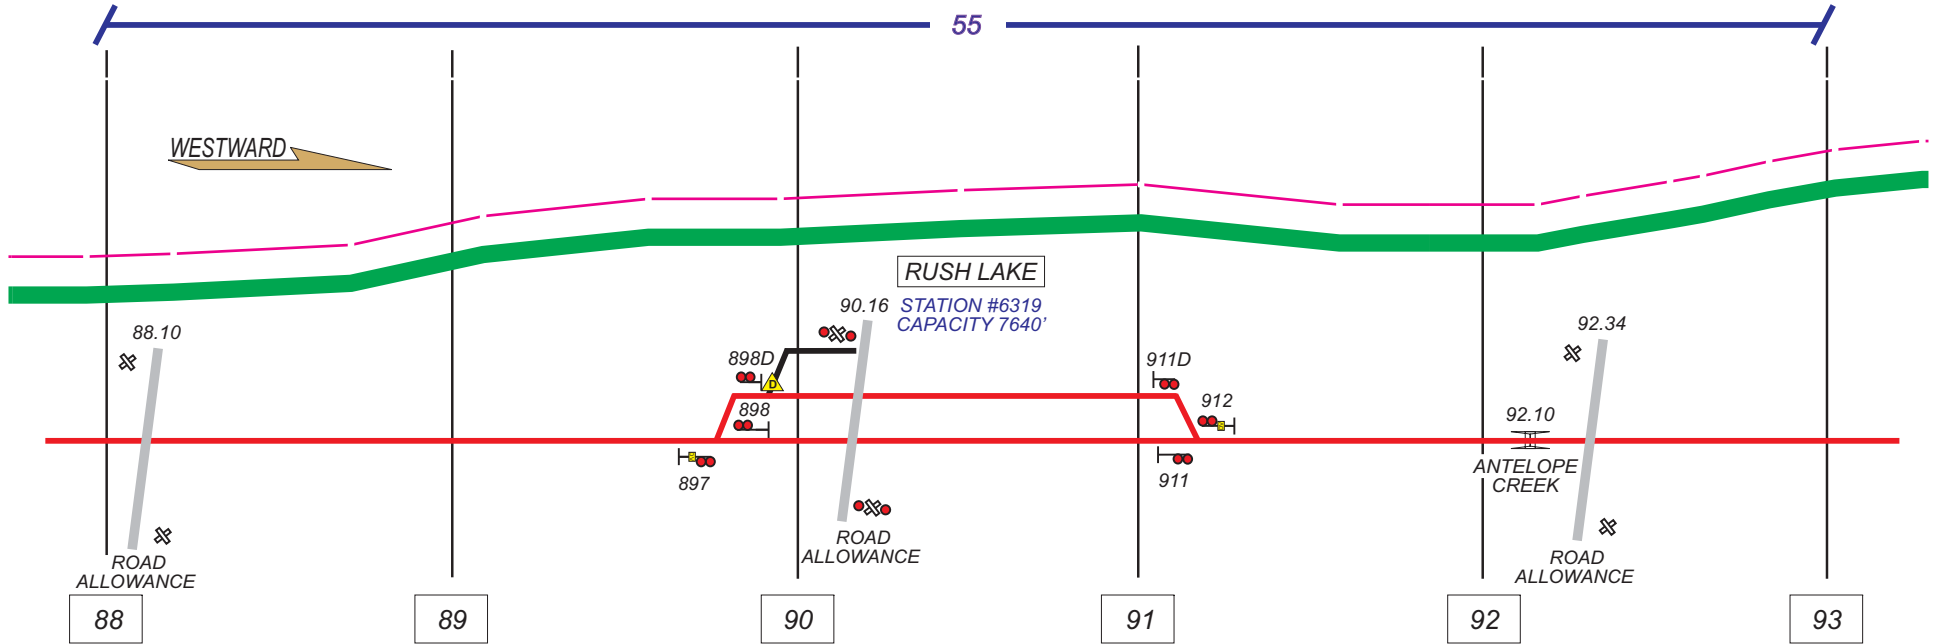 55
WESTWARD
RUSH LAKE
STATION #6319
CAPACITY 7640'
88.10
90.16
92.34
898D
D
911D
898
912
92.10
897
911
ANTELOPE
CREEK
ROAD
ALLOWANCE
ROAD
ALLOWANCE
ROAD
ALLOWANCE
88
89
90
91
92
93